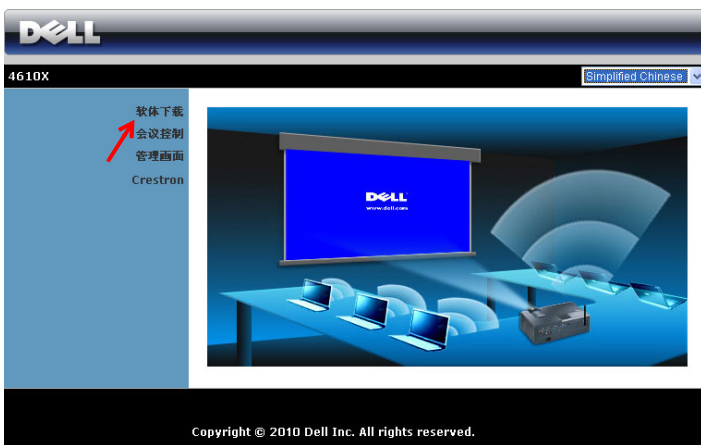 DELL
4610X
Simplified Chinese
软体下载
会议控制
管理画面
Crestron
DELL
www.dell.com
Copyright © 2010 Dell Inc. All rights reserved.